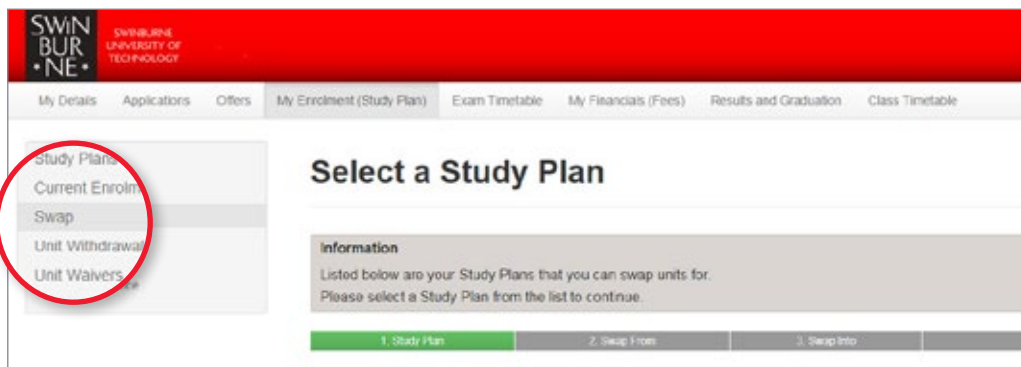 SWiN
BUR
•NE•
SWINBURNE
UNIVERSITY OF
TECHNOLOGY
My Details Applications Offers My Enrolment (Study Plan) Exam Timetable My Financials (Fees) Results and Graduation Class Timetable
Study Plans
Current Enrolm
Swap
Unit Withdrawal
Unit Waivers
Select a Study Plan
Information
Listed below are your Study Plans that you can swap units for.
Please select a Study Plan from the list to continue.
1. Study Plan 2. Swap From 3. Swap Into